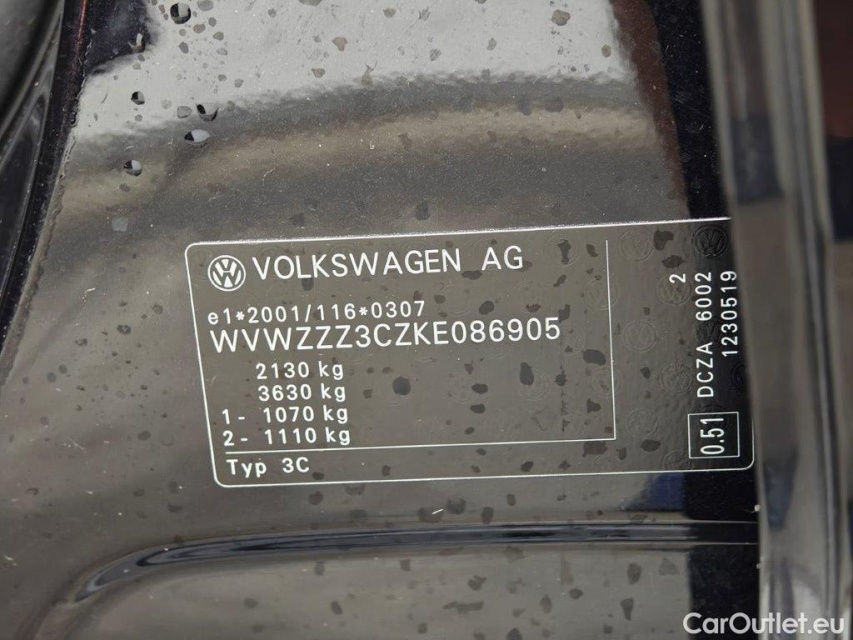 VOLKSWAGEN AG
e1*2001/116*0307
WVWZZZ3CZKE086905
2130 kg
3630 kg
1- 1070 kg
2- 1110 kg
Typ 3C
2
DCZA 6002
1230519
0.51
CarOutlet.eu